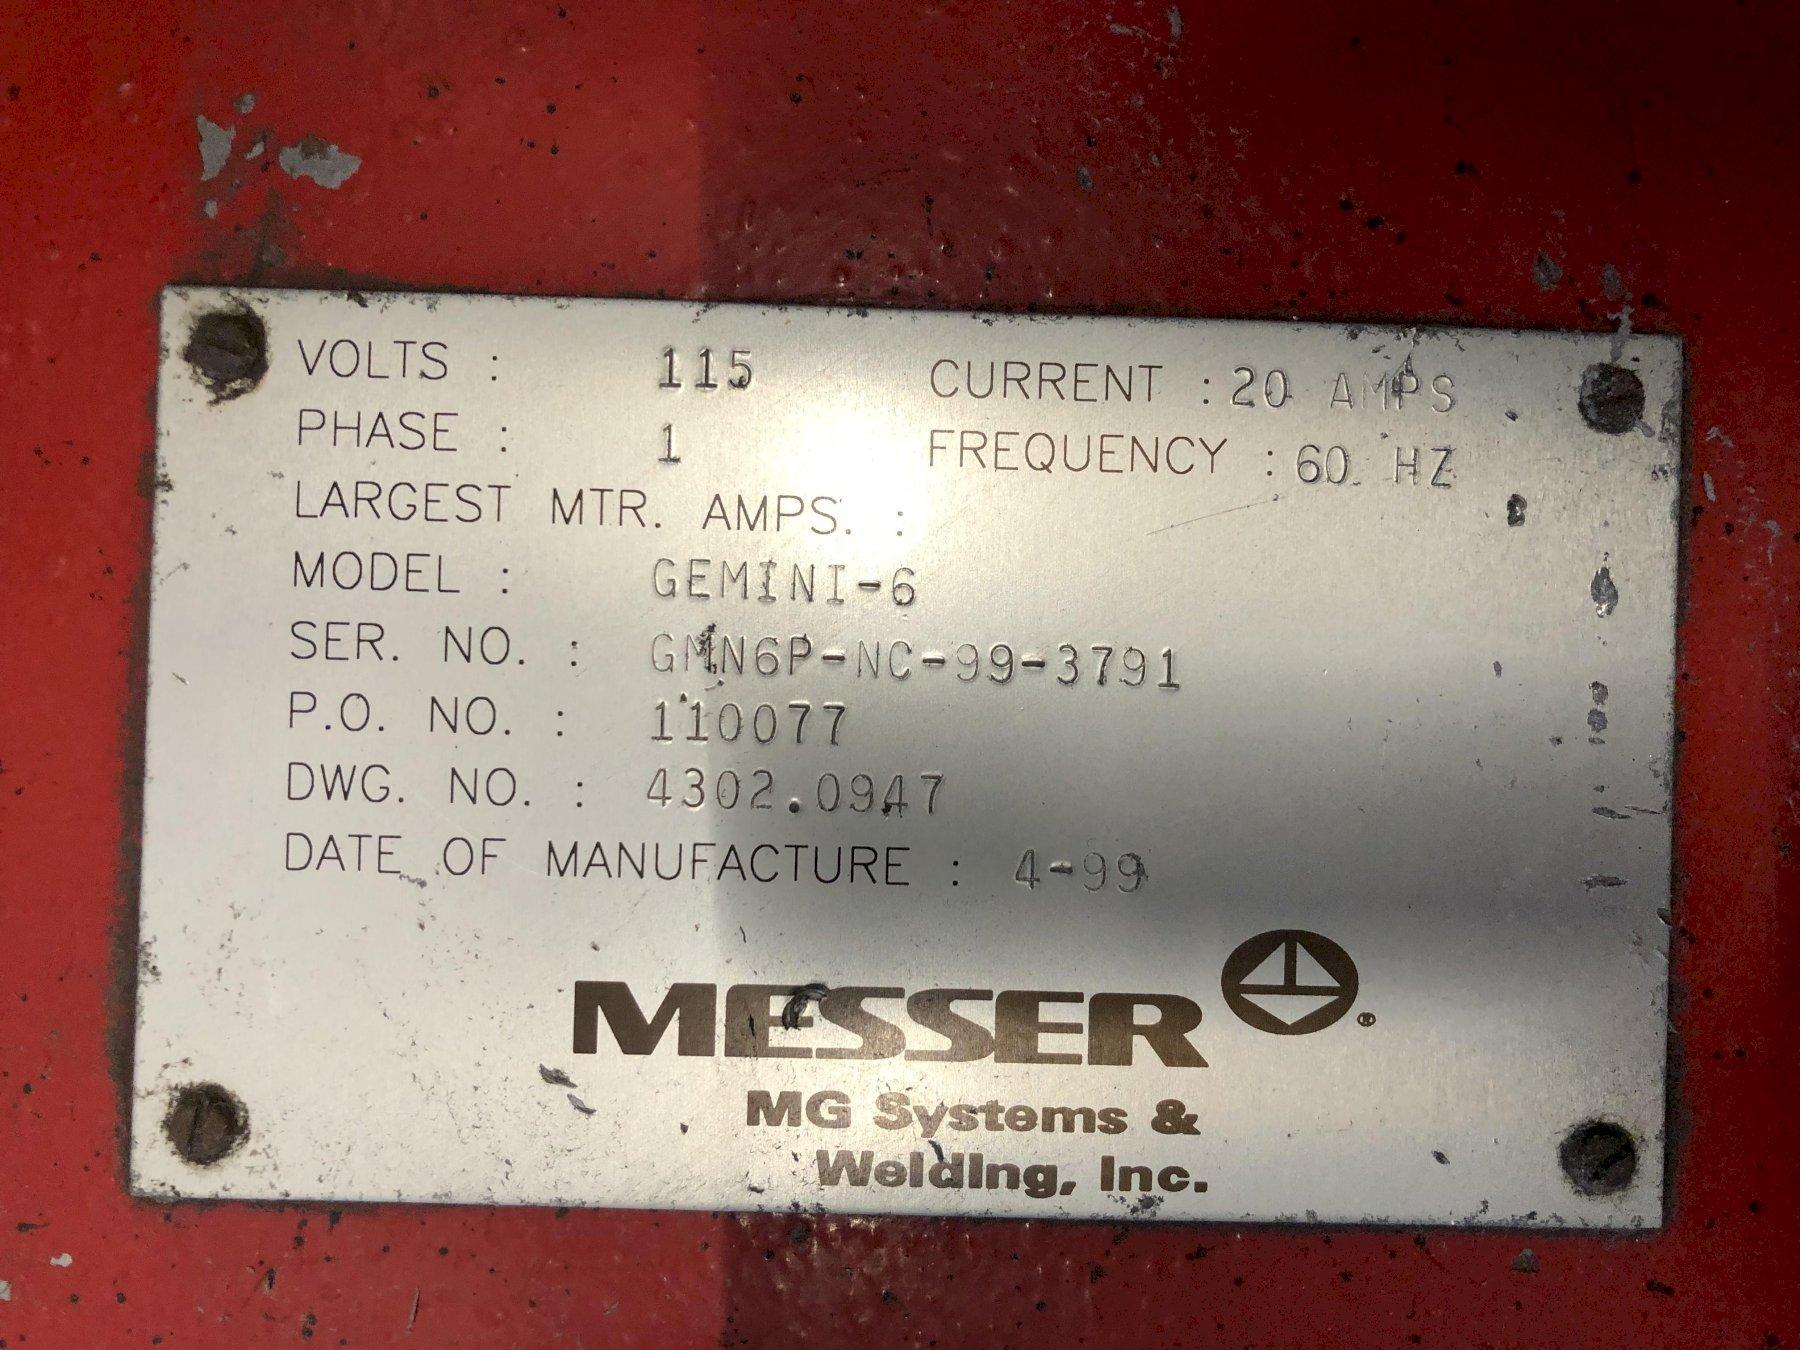 VOLTS : 115 CURRENT : 20 AMPS
PHASE : 1 FREQUENCY : 60 HZ
LARGEST MTR. AMPS. :
MODEL : GEMINI-6
SER. NO. : GMN6P-NC-99-3791
P.O. NO. : 110077
DWG. NO. : 4302.0947
DATE OF MANUFACTURE : 4-99
MESSER ®
MG Systems &
Welding, Inc.